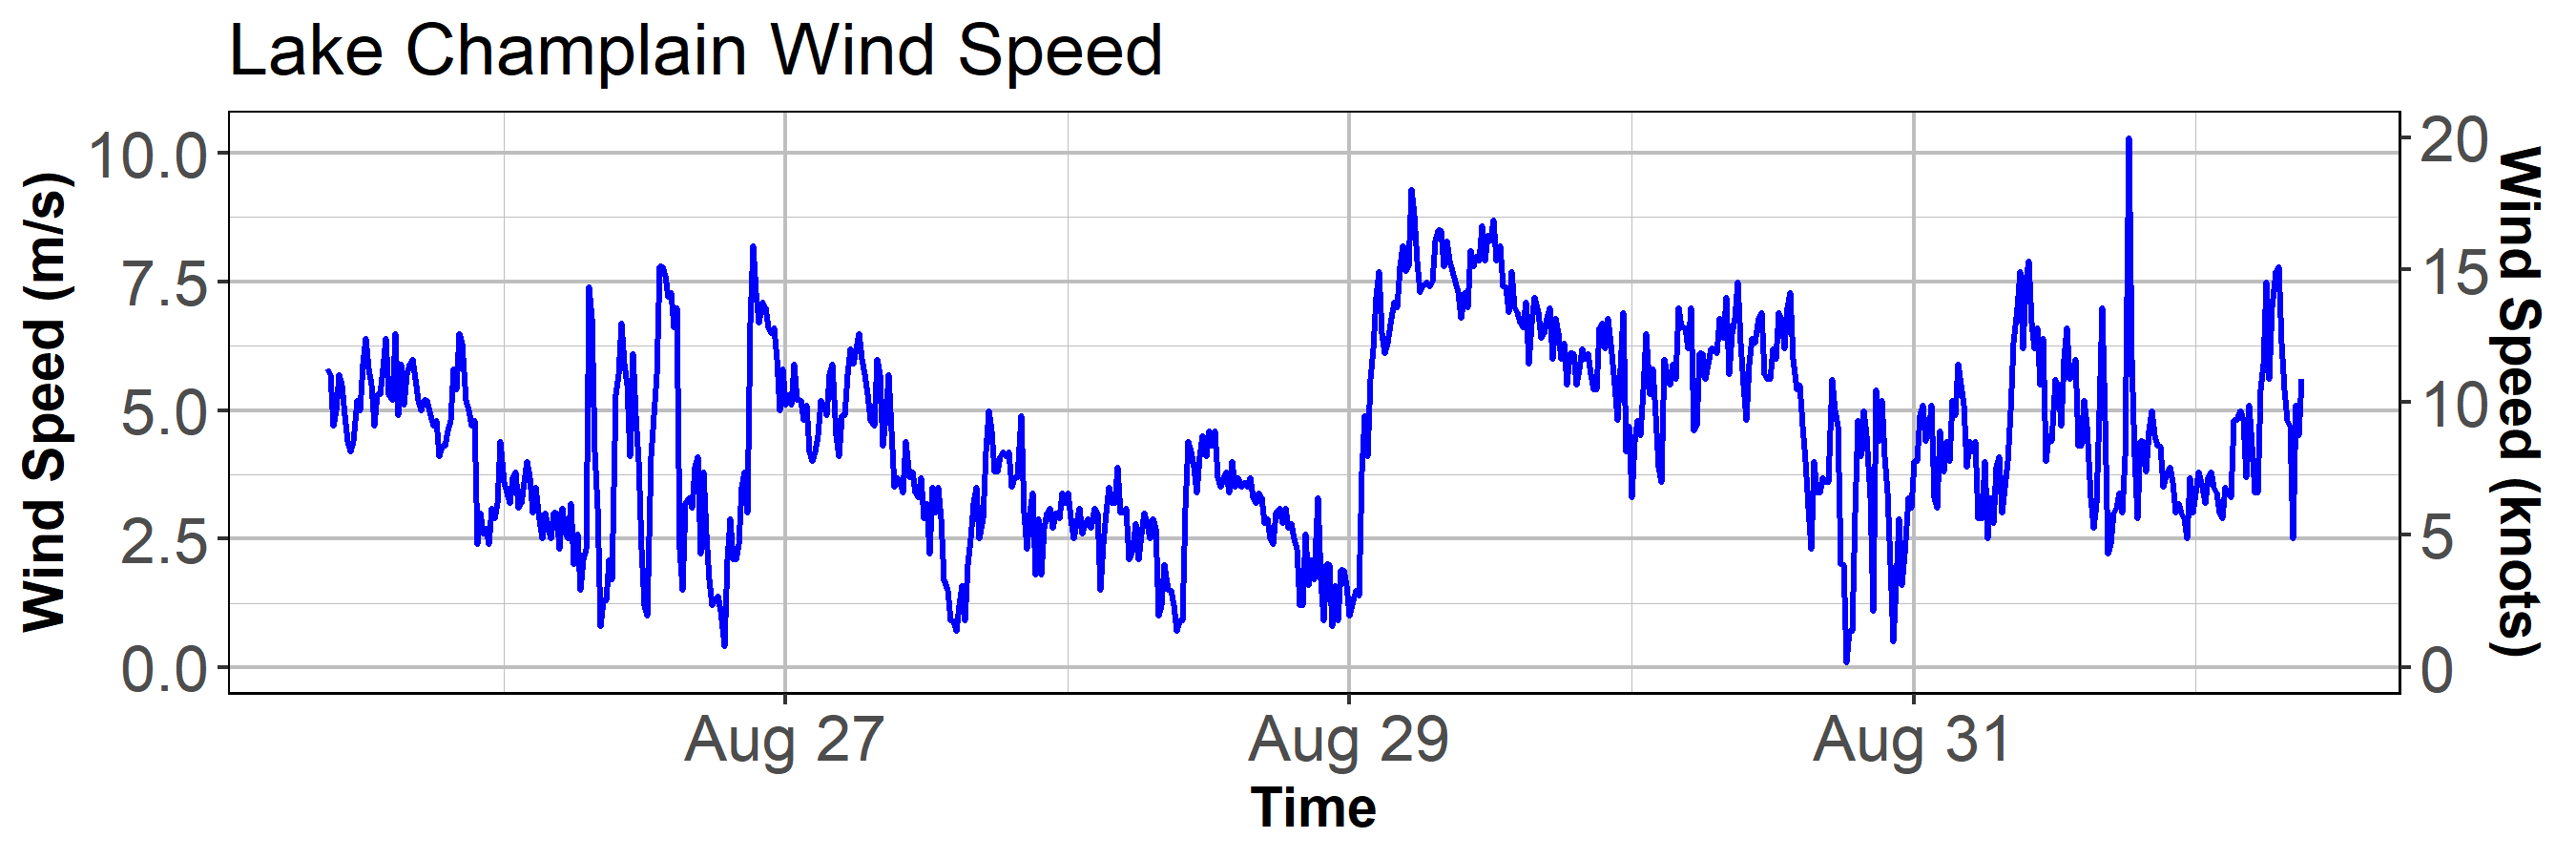 Lake Champlain Wind Speed
Wind Speed (m/s)
10.0
7.5
5.0
2.5
0.0
20
15
10
5
0
Wind Speed (knots)
Aug 27
Aug 29
Aug 31
Time